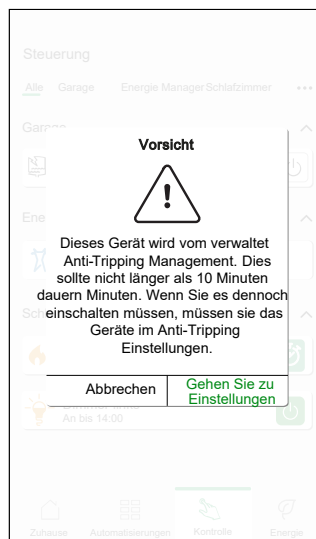 Steuerung
Alle Garage Energie Manager Schlafzimmer
Vorsicht
Dieses Gerät wird vom verwaltet
Anti-Tripping Management. Dies
sollte nicht länger als 10 Minuten
dauern Minuten. Wenn Sie es dennoch
einschalten müssen, müssen sie das
Geräte im Anti-Tripping
Einstellungen.
Abbrechen
Gehen Sie zu
Einstellungen
An bis 14:00
Zuhause Automatisierungen Kontrolle Energie